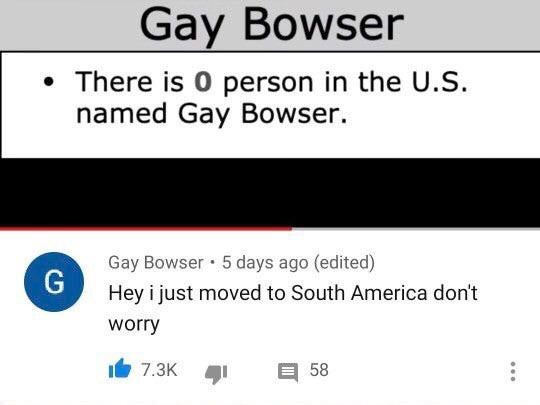 Gay Bowser
• There is 0 person in the U.S.
named Gay Bowser.
G
Gay Bowser • 5 days ago (edited)
Hey i just moved to South America don't
worry
7.3K 58